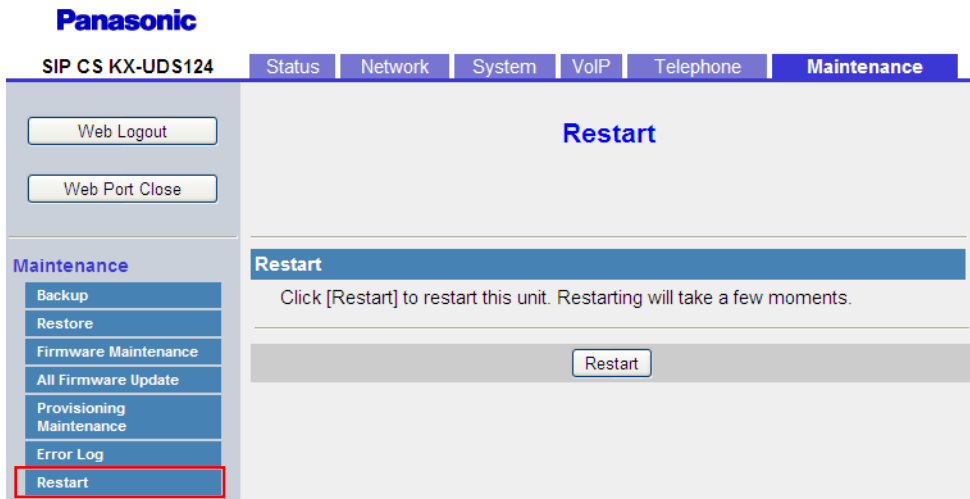 Panasonic
SIP CS KX-UDS124
Status Network System VoIP Telephone Maintenance
Web Logout
Web Port Close
Maintenance
Backup
Restore
Firmware Maintenance
All Firmware Update
Provisioning
Maintenance
Error Log
Restart
Restart
Restart
Click [Restart] to restart this unit. Restarting will take a few moments.
Restart